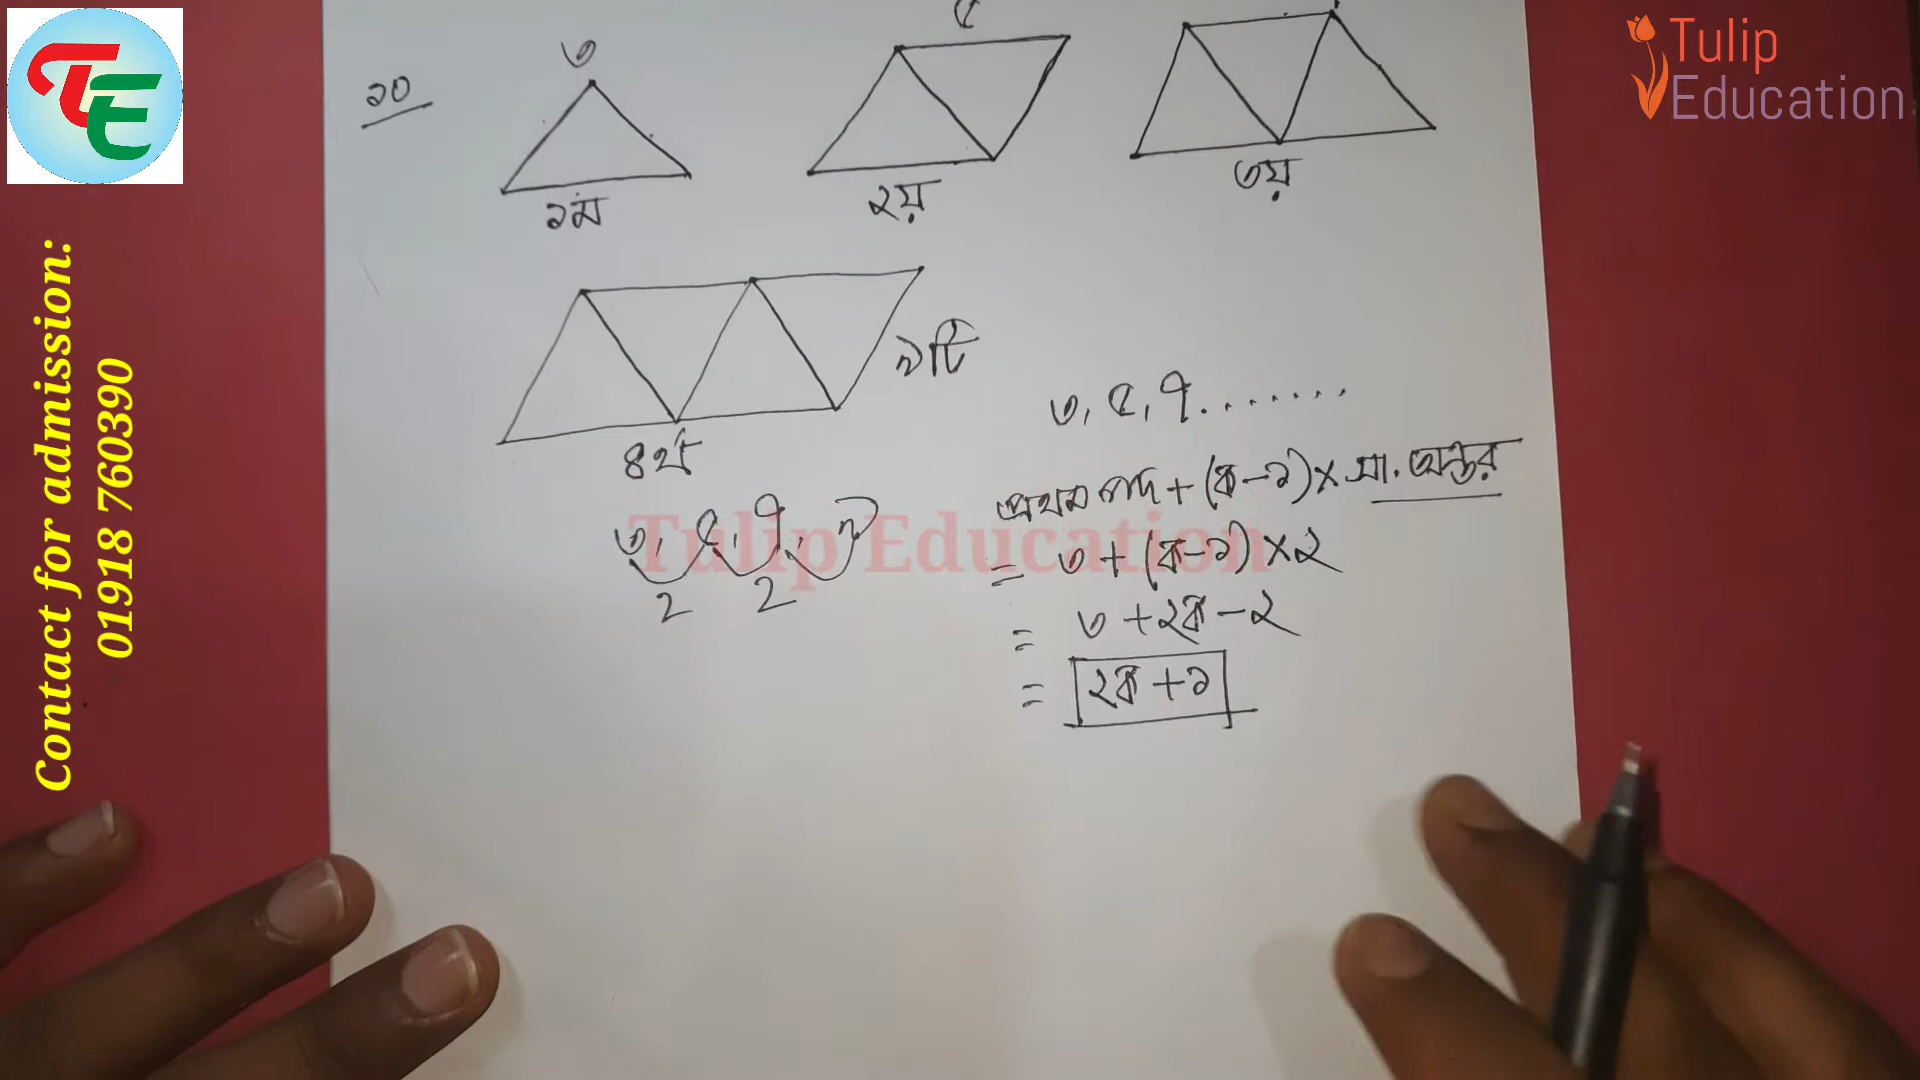 Tulip
Education
TE
Contact for admission:
01918 760390
১০
৩
৫
১ম
২য়
৩য়
৯টি
৪র্থ
৩, ৫, ৭.......
প্রথম পদ + (ক-১)× সা. অন্তর
৩, ৫, ৭, ৯
= ৩ + (ক-১) ×২
2 2
= ৩ +২ক - ২
= ২ক +১
Tulip Education